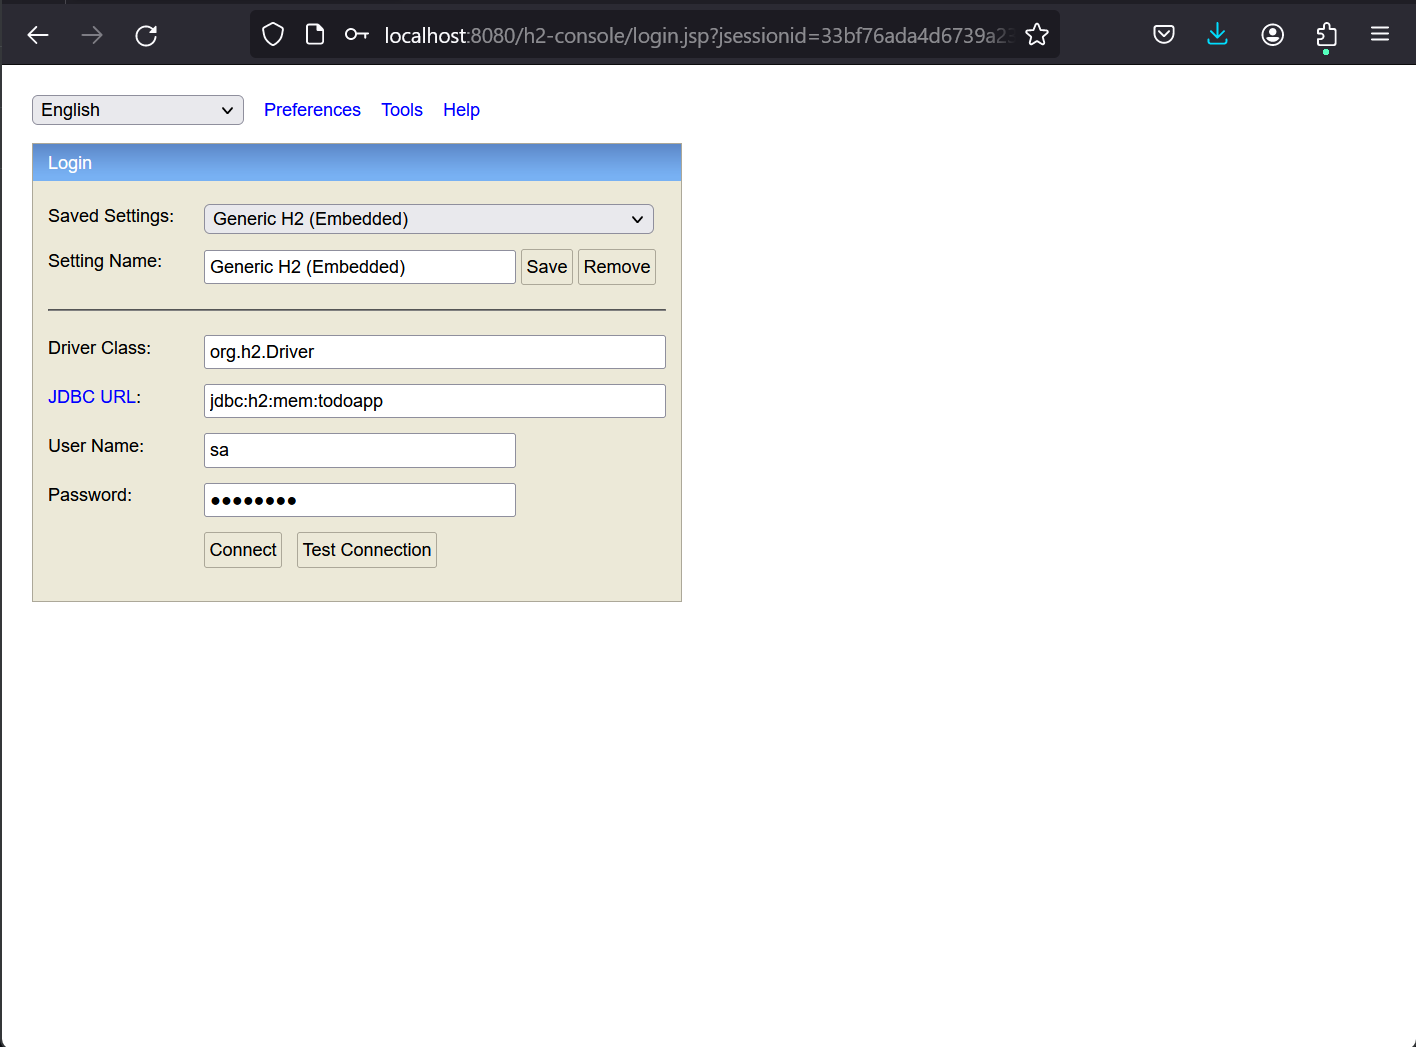 localhost:8080/h2-console/login.jsp?jsessionid=33bf76ada4d6739a23
English Preferences Tools Help
Login
Saved Settings: Generic H2 (Embedded)
Setting Name: Generic H2 (Embedded) Save Remove
Driver Class: org.h2.Driver
JDBC URL: jdbc:h2:mem:todoapp
User Name: sa
Password: ●●●●●●●●
Connect Test Connection